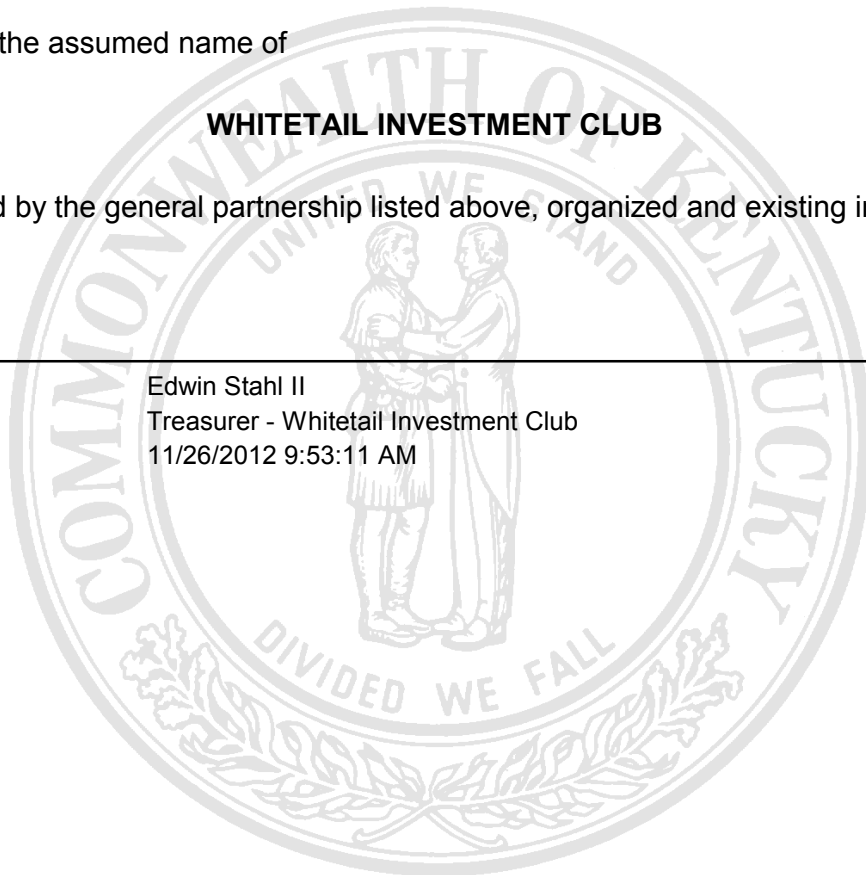 the assumed name of
WHITETAIL INVESTMENT CLUB
by the general partnership listed above, organized and existing
Edwin Stahl II
Treasurer - Whitetail Investment Club
11/26/2012 9:53:11 AM
COMMONWEALTH OF KENTUCKY
UNITED WE STAND
DIVIDED WE FALL